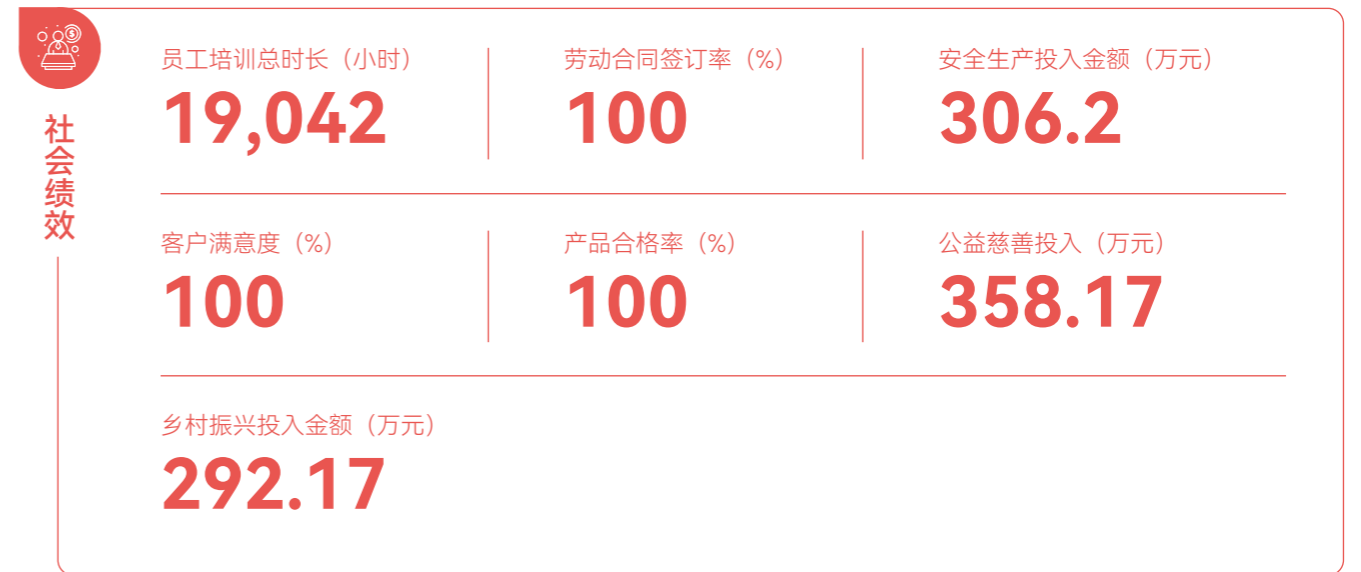 社会绩效
员工培训总时长（小时）
劳动合同签订率（%）
安全生产投入金额（万元）
19,042
100
306.2
客户满意度（%）
产品合格率（%）
公益慈善投入（万元）
100
100
358.17
乡村振兴投入金额（万元）
292.17